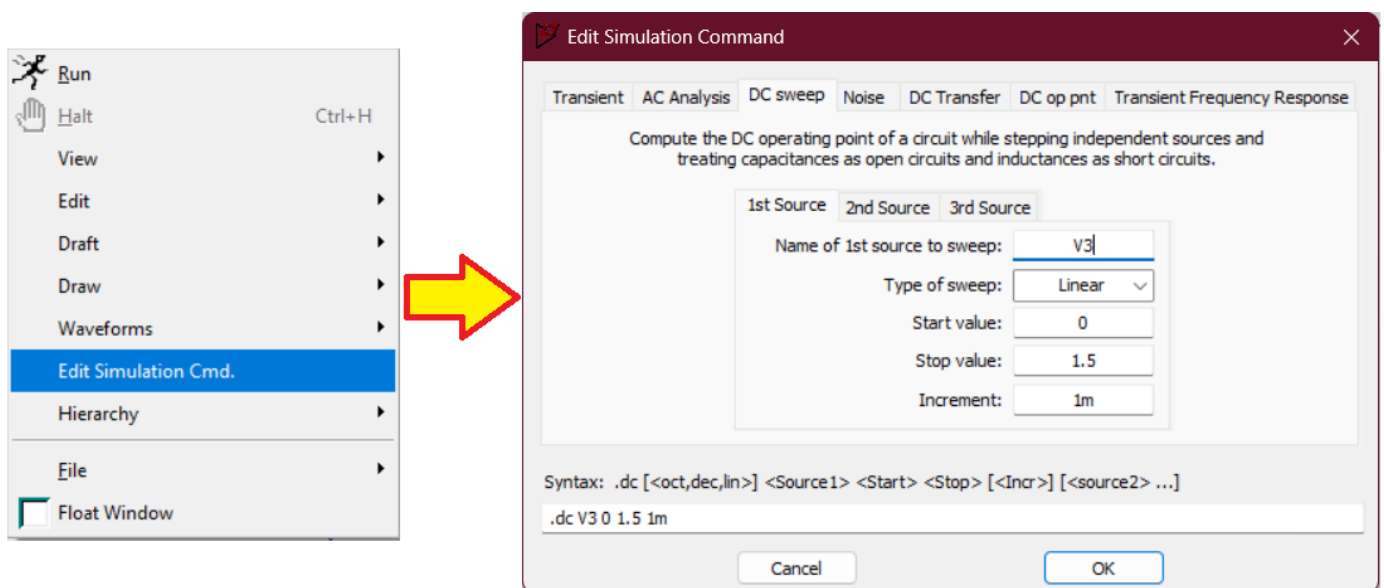 Run
Halt Ctrl+H
View
Edit
Draft
Draw
Waveforms
Edit Simulation Cmd.
Hierarchy
File
Float Window
Edit Simulation Command
Transient AC Analysis DC sweep Noise DC Transfer DC op pnt Transient Frequency Response
Compute the DC operating point of a circuit while stepping independent sources and
treating capacitances as open circuits and inductances as short circuits.
1st Source 2nd Source 3rd Source
Name of 1st source to sweep: V3
Type of sweep: Linear
Start value: 0
Stop value: 1.5
Increment: 1m
Syntax: .dc [<oct,dec,lin>] <Source1> <Start> <Stop> [<Incr>] [<source2> ...]
.dc V3 0 1.5 1m
Cancel OK